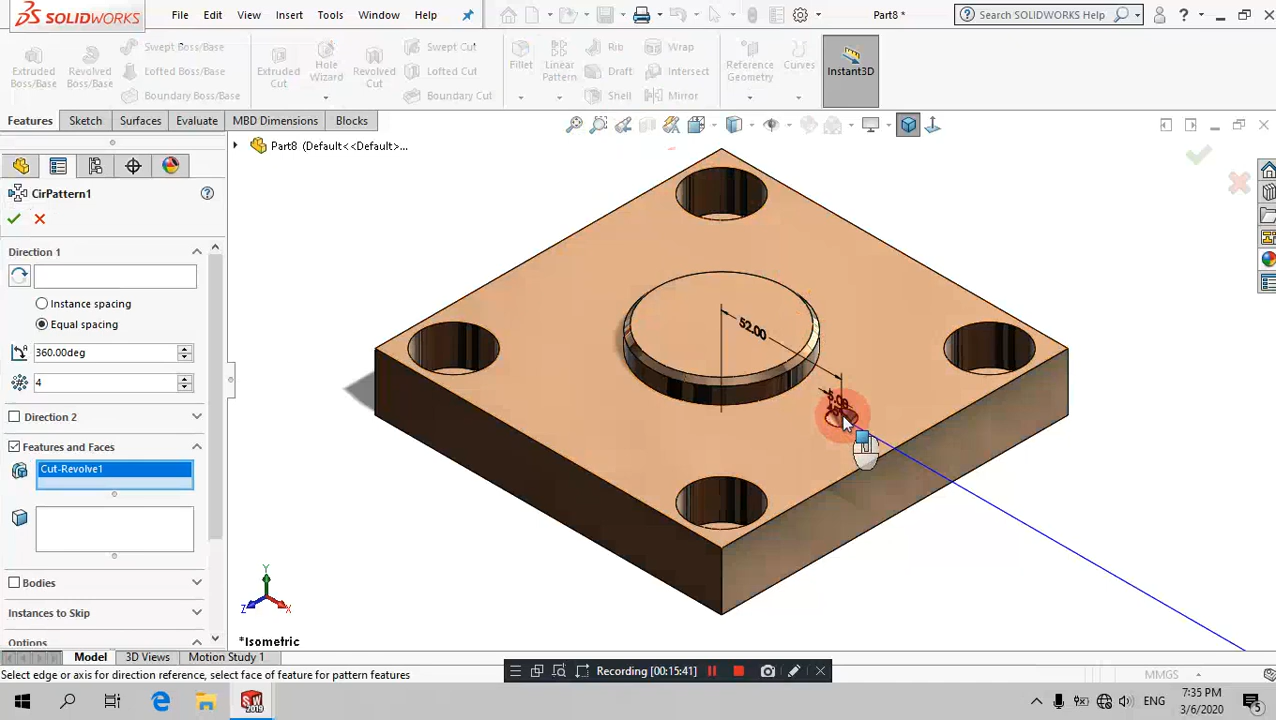 SOLIDWORKS File Edit View Insert Tools Window Help Part8 * Search SOLIDWORKS Help ?
Extruded Boss/Base Revolved Boss/Base Swept Boss/Base Lofted Boss/Base Boundary Boss/Base Extruded Cut Hole Wizard Revolved Cut Swept Cut Lofted Cut Boundary Cut Fillet Linear Pattern Rib Draft Shell Wrap Intersect Mirror Reference Geometry Curves Instant3D
Features Sketch Surfaces Evaluate MBD Dimensions Blocks
Part8 (Default<<Default>...
CirPattern1 ?
Direction 1
Instance spacing
Equal spacing
360.00deg
4
Direction 2
Features and Faces
Cut-Revolve1
Bodies
Instances to Skip
Options
52.00
Y
Z X
*Isometric
Model 3D Views Motion Study 1
Recording [00:15:41]
Select edge or axis for direction reference, select face of feature for pattern features MMGS
SW 2019 ENG 7:35 PM 3/6/2020 5